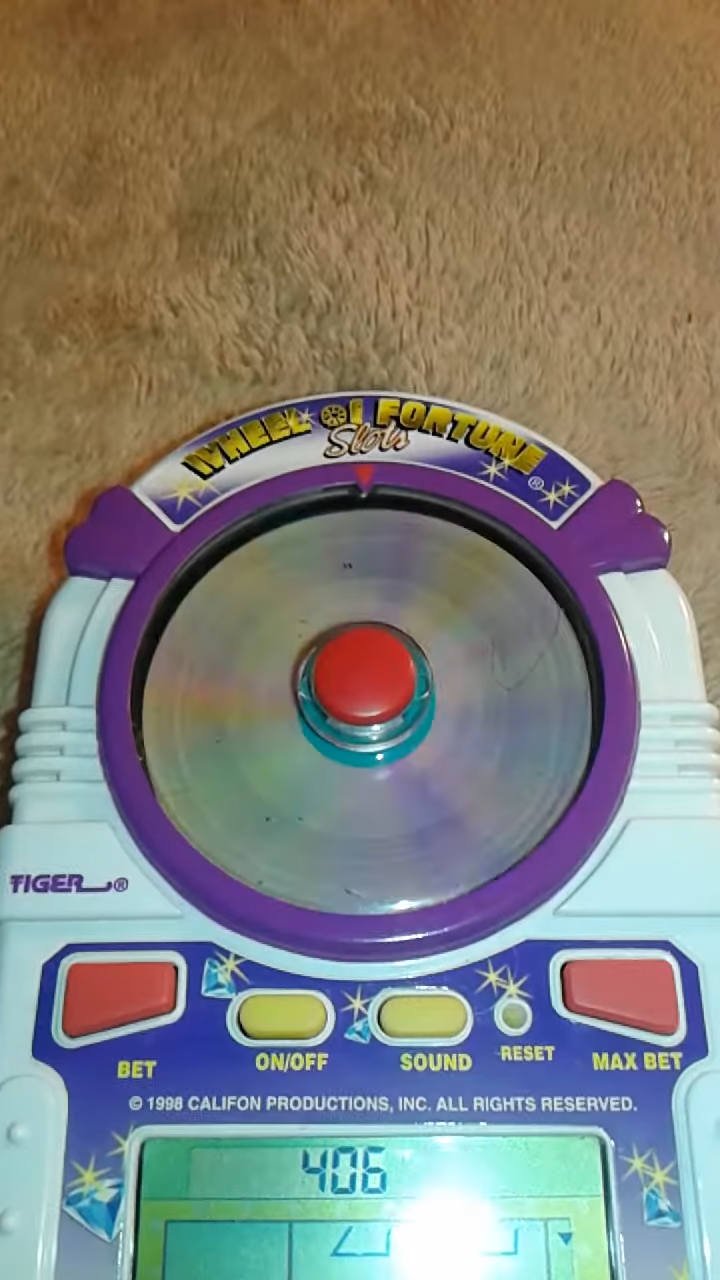 WHEEL OF FORTUNE
Slots
®
TIGER®
BET
ON/OFF
SOUND
RESET
MAX BET
© 1998 CALIFON PRODUCTIONS, INC. ALL RIGHTS RESERVED.
406